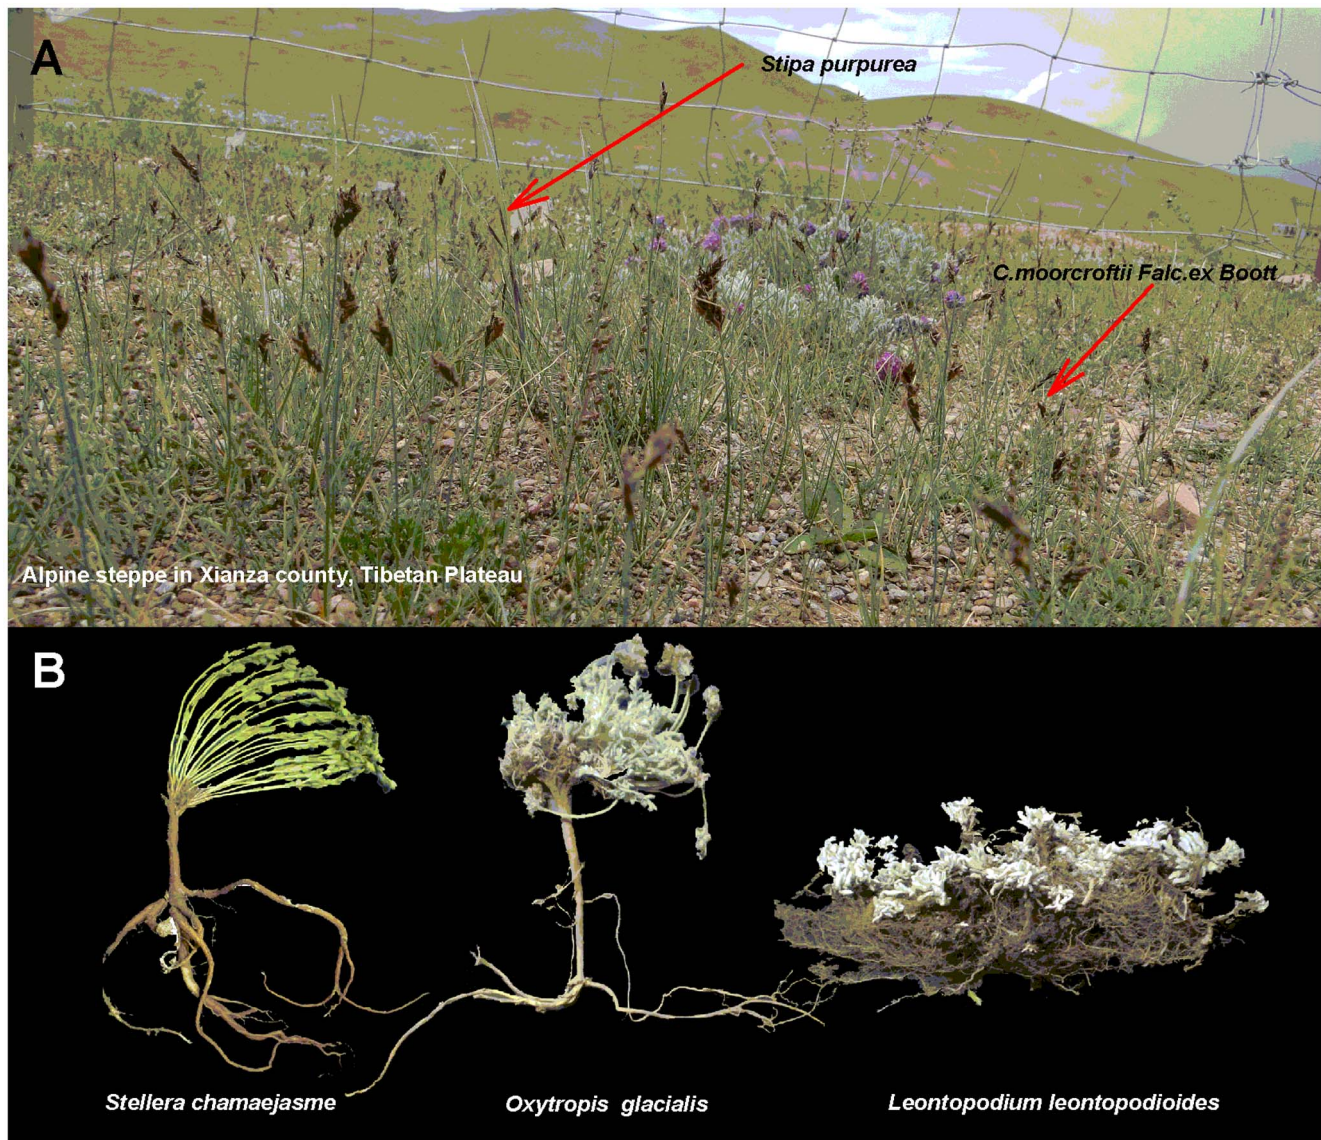 A
Stipa purpurea
C.moorcroftii Falc.ex Boott
Alpine steppe in Xianza county, Tibetan Plateau
B
Stellera chamaejasme
Oxytropis glacialis
Leontopodium leontopodioides